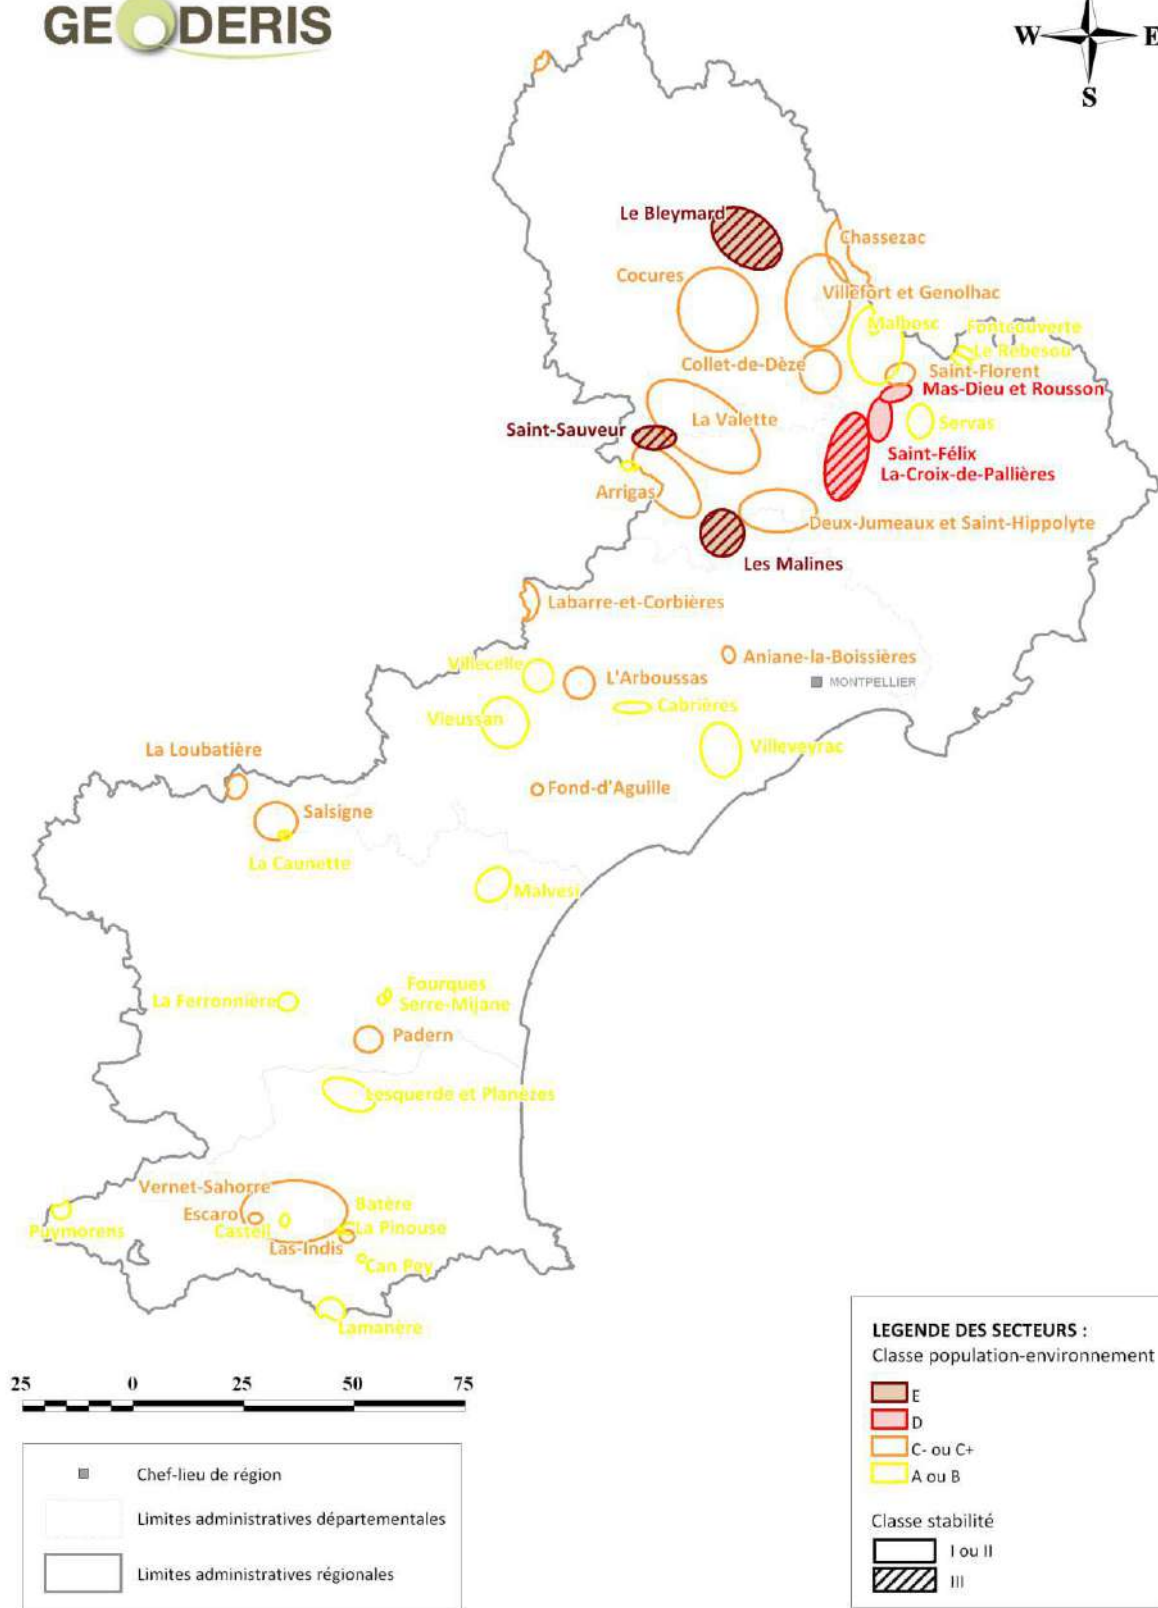 GEODERIS
W E
S
Le Bleymard
Chassezac
Cocures
Villefort et Genolhac
Malbosc
Fontcouverte
Le Rebesou
Collet-de-Dèze
Saint-Florent
Mas-Dieu et Rousson
La Valette
Servas
Saint-Sauveur
Saint-Félix
La-Croix-de-Pallières
Arrigas
Deux-Jumeaux et Saint-Hippolyte
Les Malines
Labarre-et-Corbières
Aniane-la-Boissières
Villecelle
L'Arboussas
MONTPELLIER
Cabrières
Vieussan
Villeveyrac
La Loubatière
Fond-d'Aguille
Salsigne
La Caunette
Malvesi
Fourques
La Ferronnière
Serre-Mijane
Padern
Lesquerde et Planèzes
Vernet-Sahorre
Batère
Escaro
Casteil
La Pinouse
Puymorens
Las-Indis
Can Pey
Lamanère
25 0 25 50 75
Chef-lieu de région
Limites administratives départementales
Limites administratives régionales
LEGENDE DES SECTEURS :
Classe population-environnement
E
D
C- ou C+
A ou B
Classe stabilité
I ou II
III